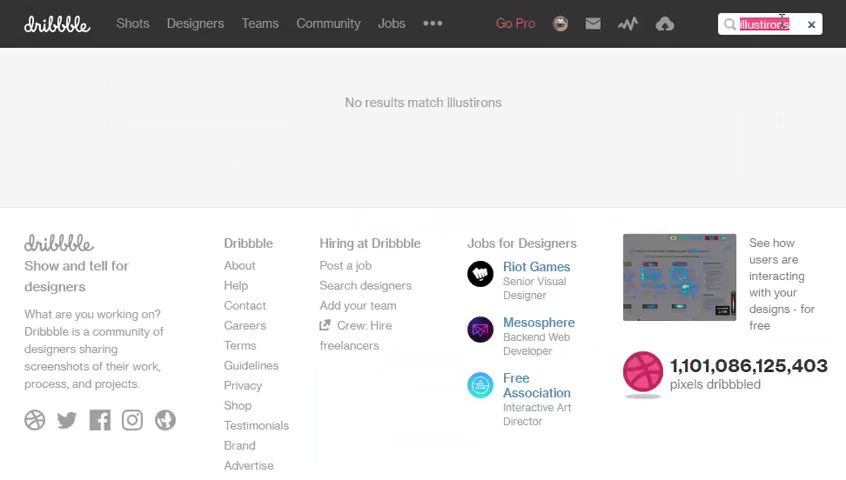 dribbble Shots Designers Teams Community Jobs ••• Go Pro illustirons ×
No results match illustirons
dribbble
Show and tell for
designers
What are you working on?
Dribbble is a community of
designers sharing
screenshots of their work,
process, and projects.
Dribbble
About
Help
Contact
Careers
Terms
Guidelines
Privacy
Shop
Testimonials
Brand
Advertise
Hiring at Dribbble
Post a job
Search designers
Add your team
Crew: Hire
freelancers
Jobs for Designers
Riot Games
Senior Visual
Designer
Mesosphere
Backend Web
Developer
Free
Association
Interactive Art
Director
See how
users are
interacting
with your
designs - for
free
1,101,086,125,403
pixels dribbbled